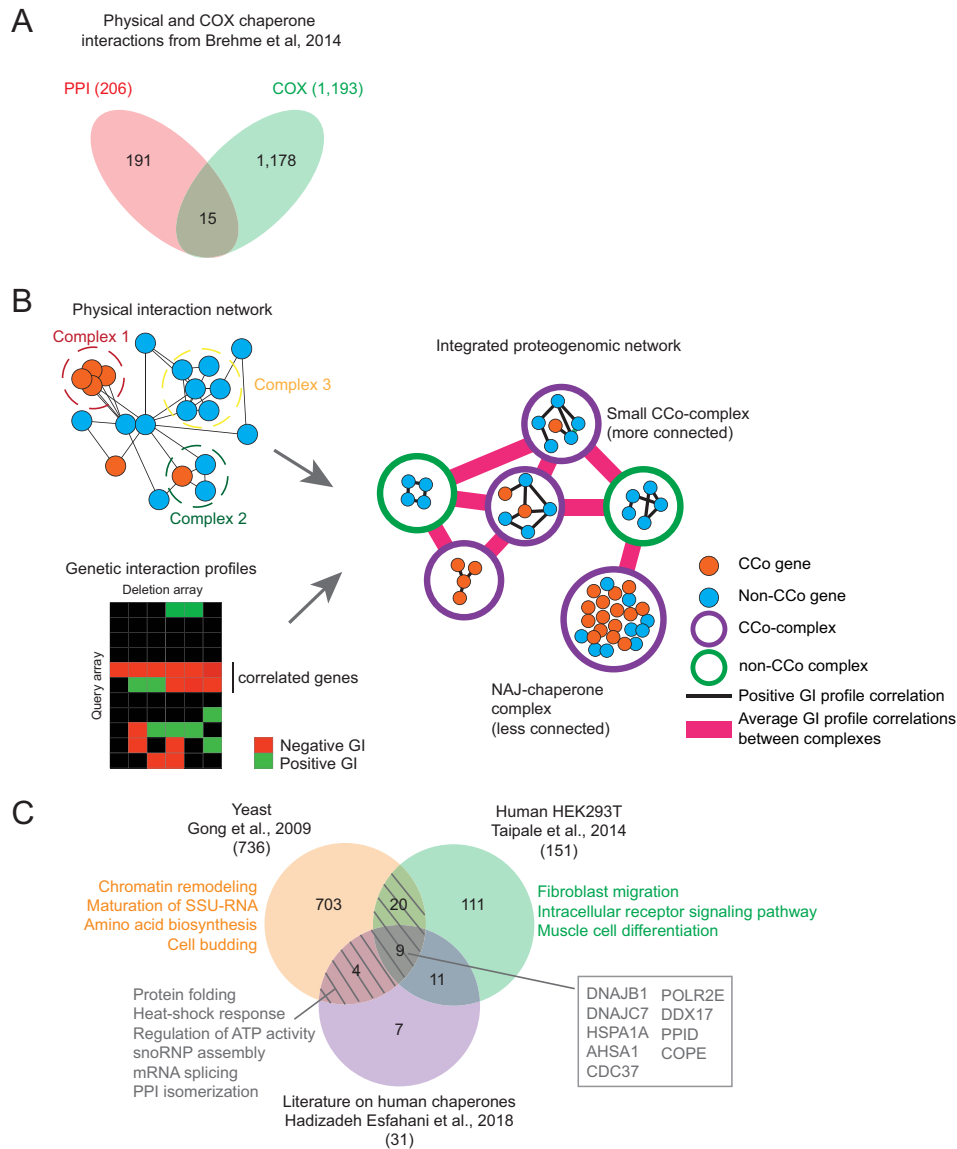 A
Physical and COX chaperone
interactions from Brehme et al, 2014
PPI (206)
COX (1,193)
191
1,178
15
B
Physical interaction network
Complex 1
Complex 3
Complex 2
Genetic interaction profiles
Deletion array
Query array
correlated genes
Negative GI
Positive GI
Integrated proteogenomic network
Small CCo-complex
(more connected)
NAJ-chaperone
complex
(less connected)
CCo gene
Non-CCo gene
CCo-complex
non-CCo complex
Positive GI profile correlation
Average GI profile correlations
between complexes
C
Yeast
Gong et al., 2009
(736)
Human HEK293T
Taipale et al., 2014
(151)
Chromatin remodeling
Maturation of SSU-RNA
Amino acid biosynthesis
Cell budding
703
20
111
Fibroblast migration
Intracellular receptor signaling pathway
Muscle cell differentiation
9
4
11
7
Protein folding
Heat-shock response
Regulation of ATP activity
snoRNP assembly
mRNA splicing
PPI isomerization
DNAJB1
DNAJC7
HSPA1A
AHSA1
CDC37
POLR2E
DDX17
PPID
COPE
Literature on human chaperones
Hadizadeh Esfahani et al., 2018
(31)